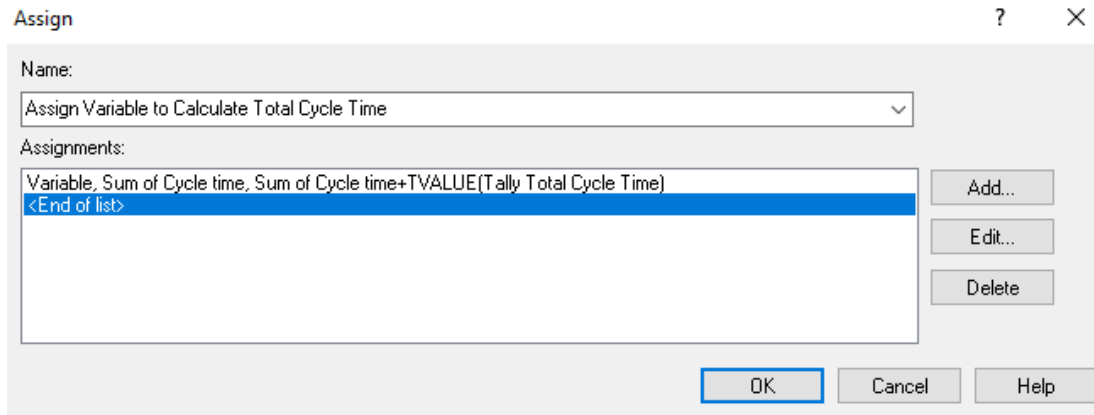 Assign ? ×
Name:
Assign Variable to Calculate Total Cycle Time
Assignments:
Variable, Sum of Cycle time, Sum of Cycle time+TVALUE(Tally Total Cycle Time)
<End of list>
Add...
Edit...
Delete
OK Cancel Help